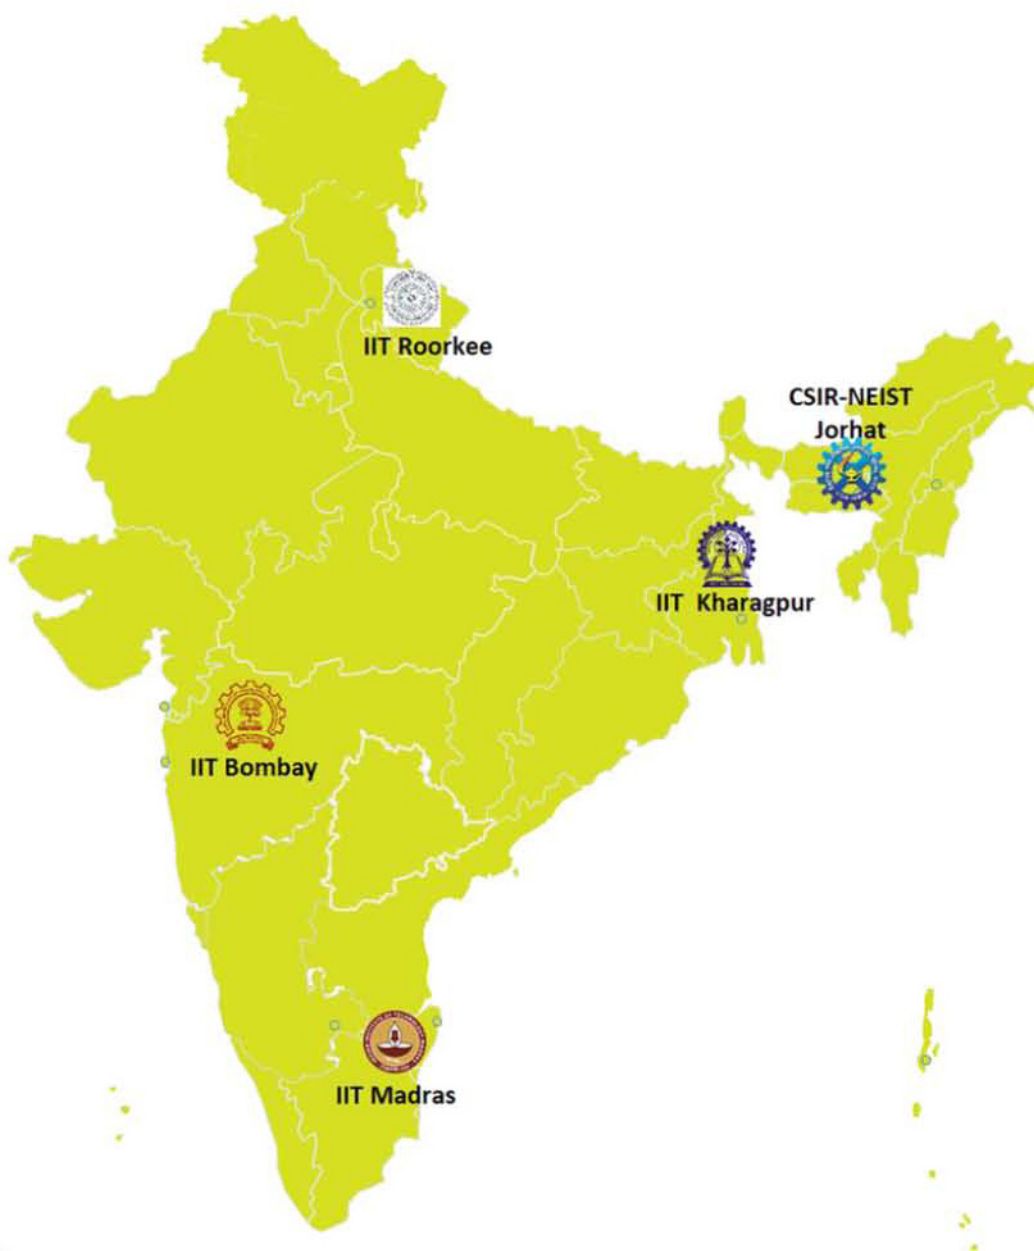 IIT Roorkee
CSIR-NEIST
Jorhat
IIT Kharagpur
IIT Bombay
IIT Madras